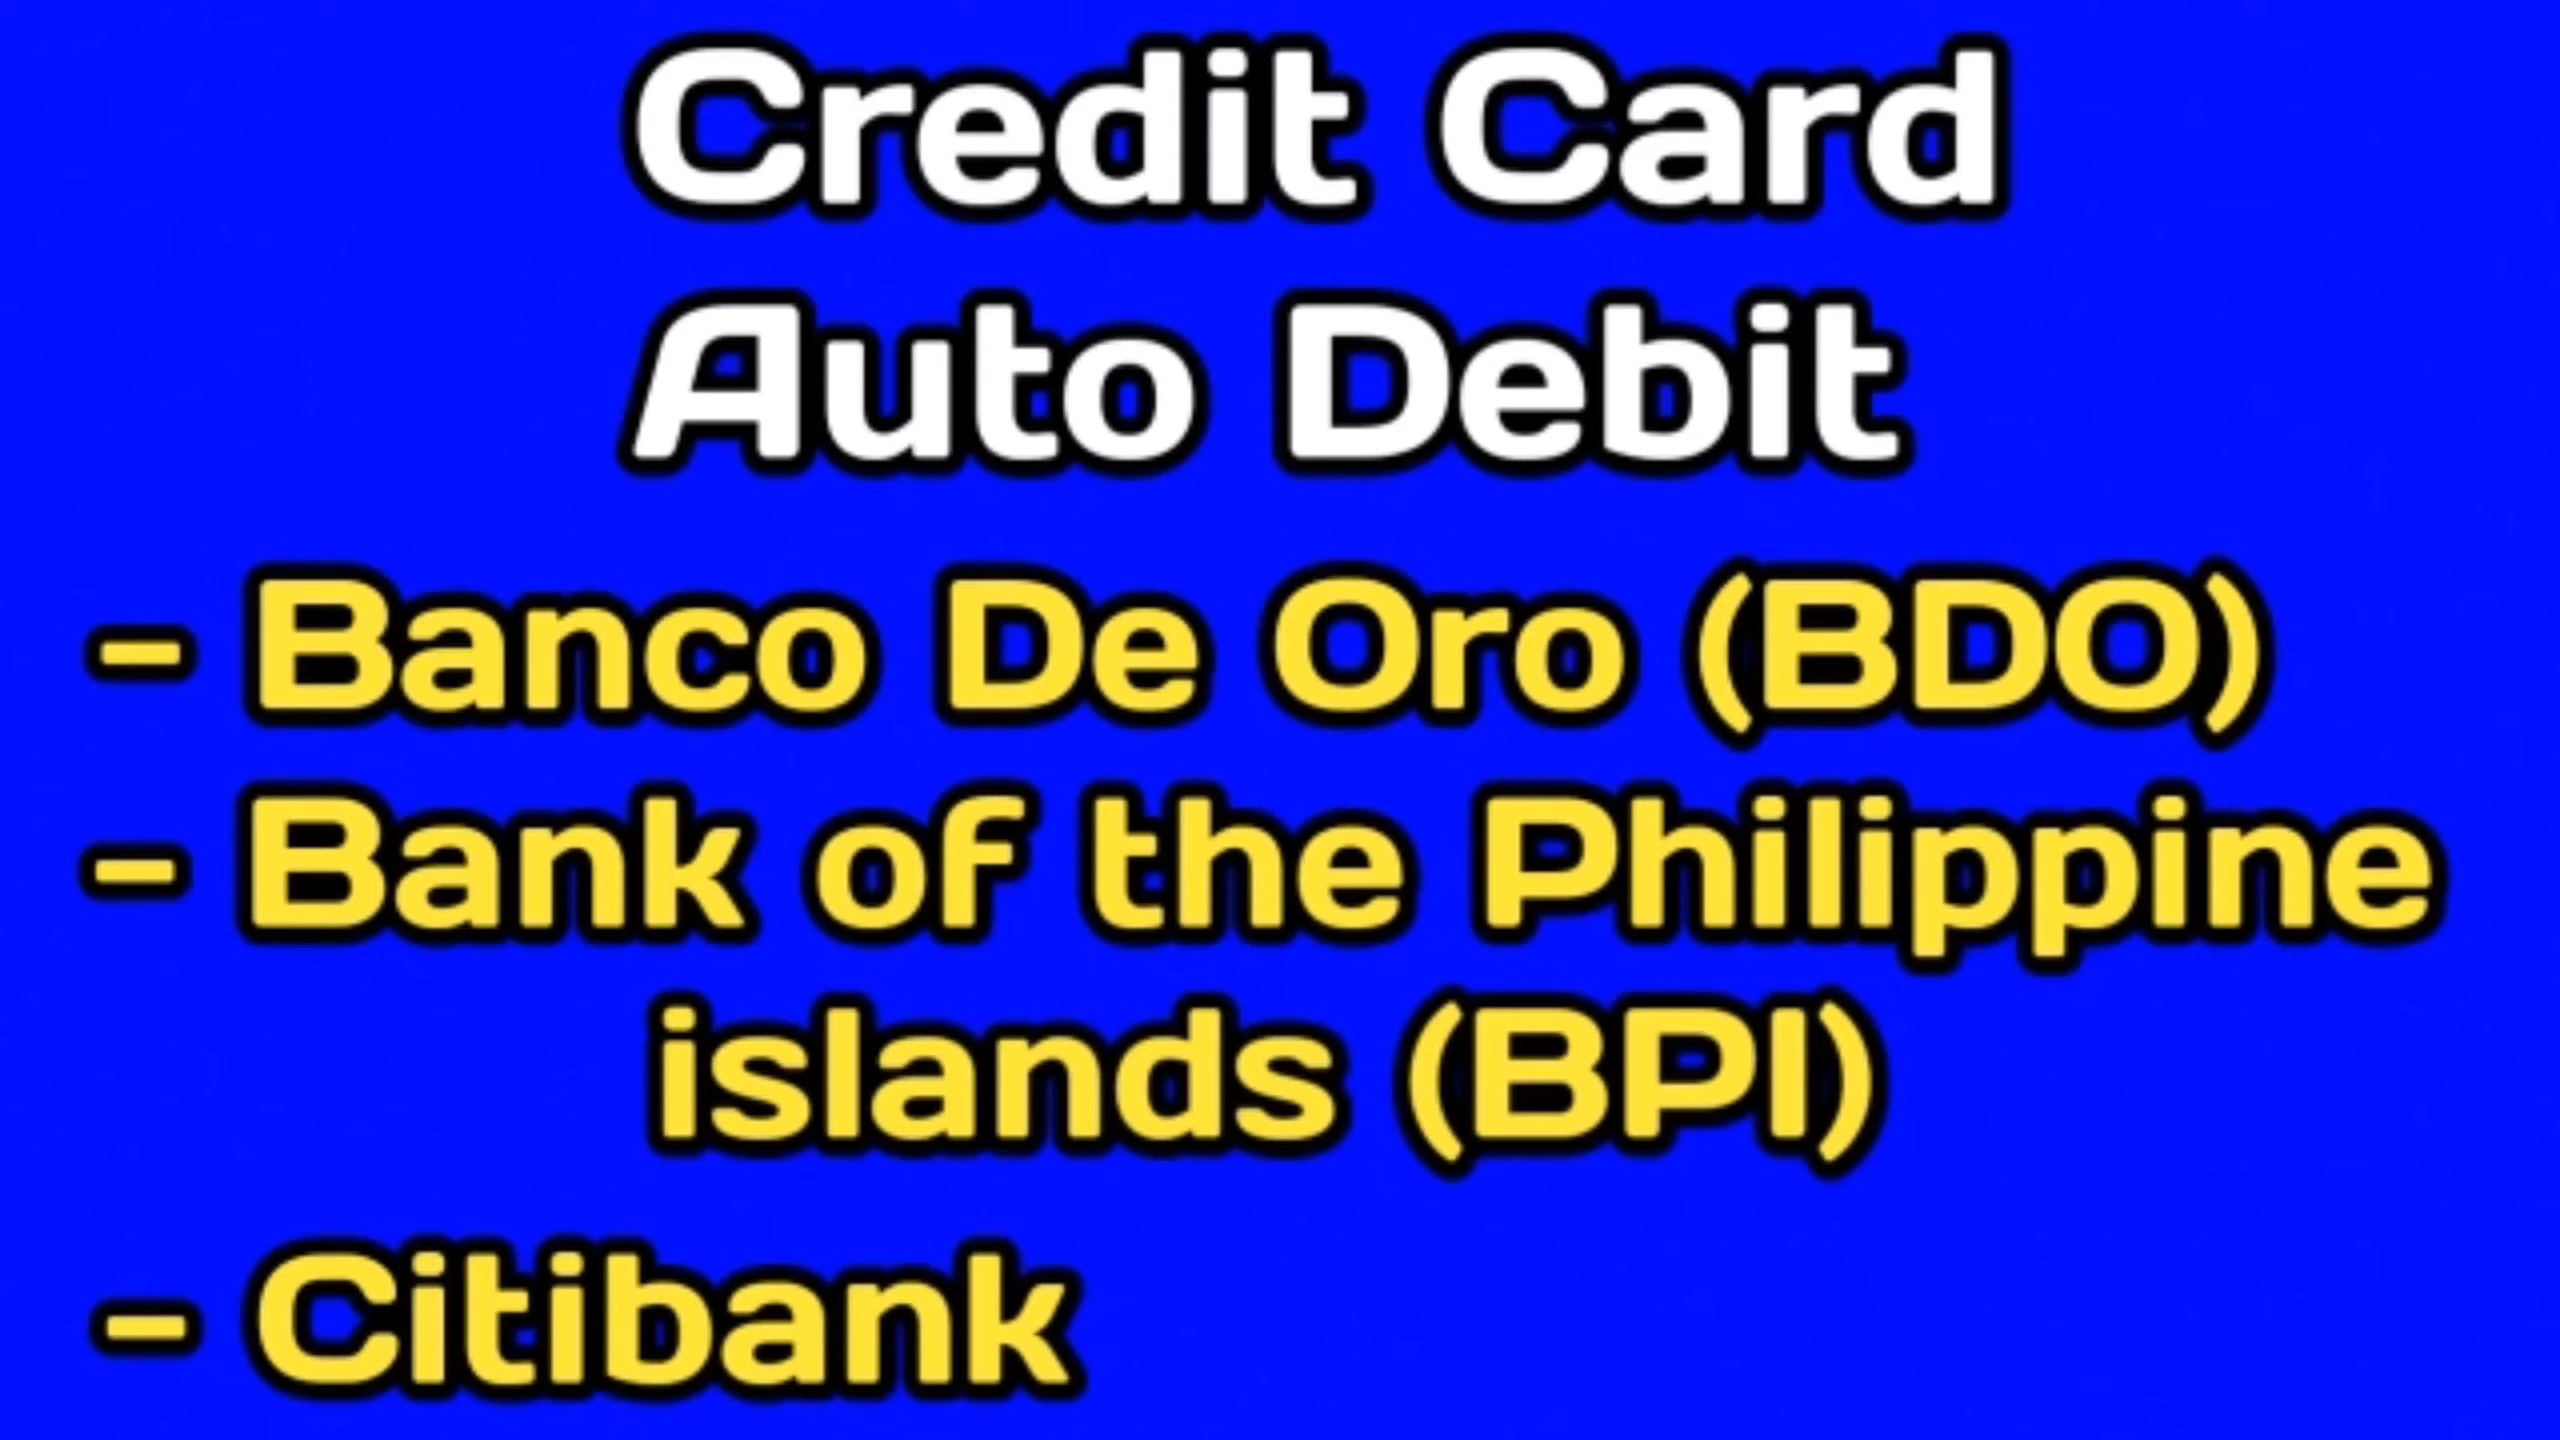 Credit Card
Auto Debit
- Banco De Oro (BDO)
- Bank of the Philippine
islands (BPI)
- Citibank